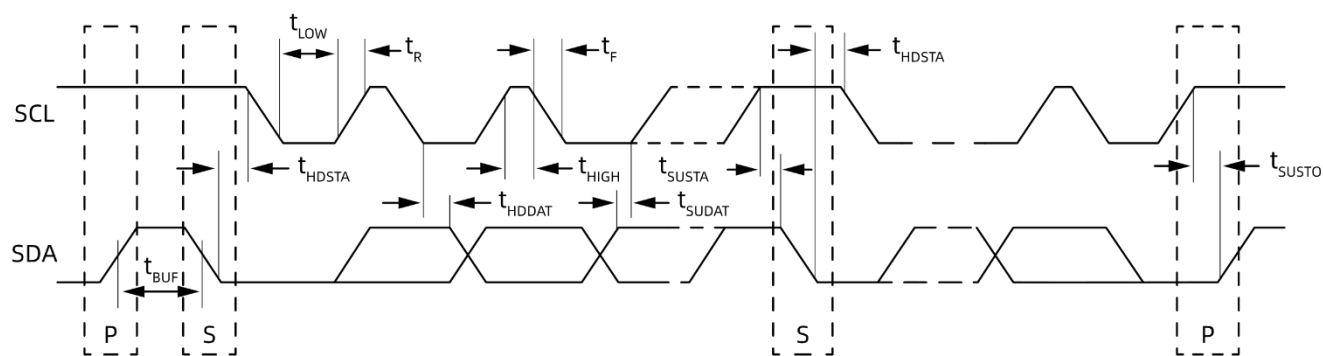 tLOW
tR
tF
tHDSTA
SCL
tHDSTA
tHIGH
tSUSTA
tSUSTO
tHDDAT
tSUDAT
SDA
tBUF
P
S
S
P